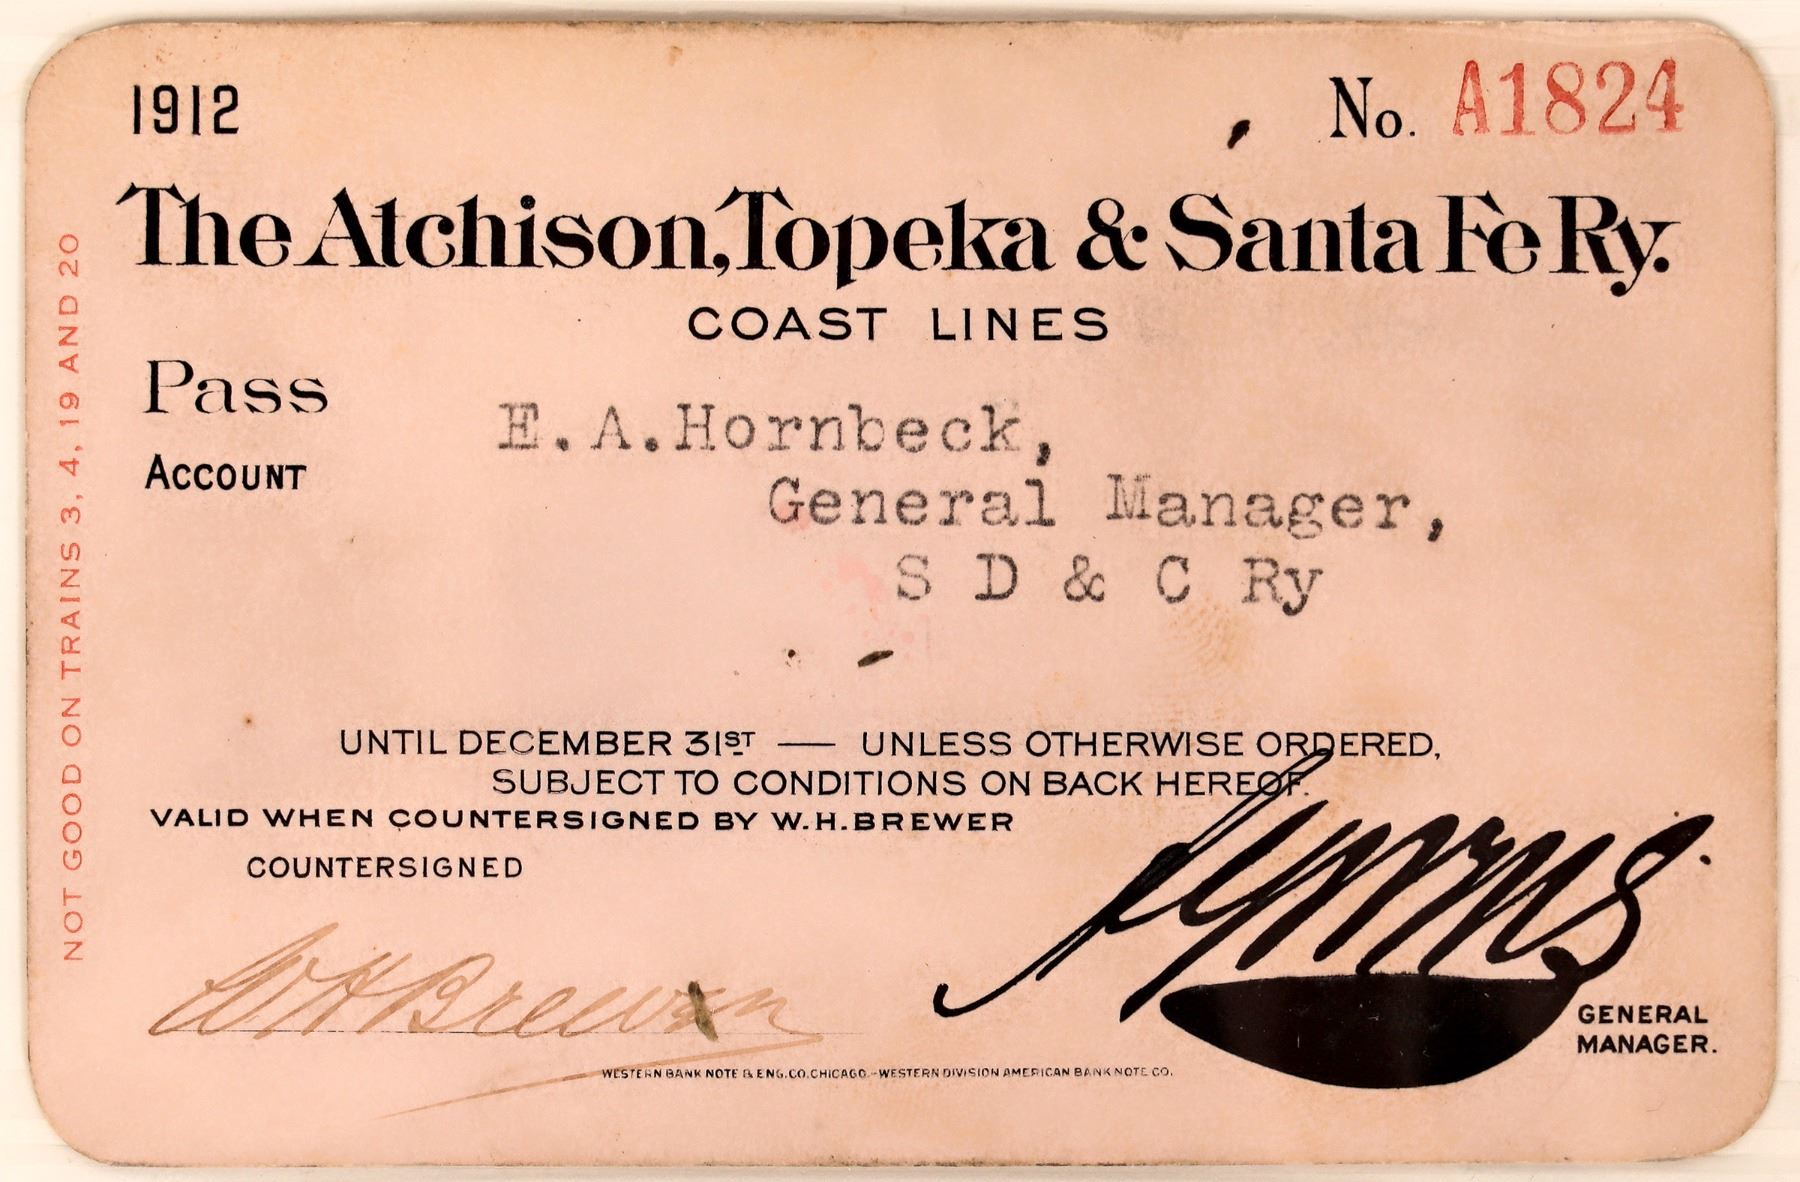 1912
No. A1824
The Atchison, Topeka & Santa Fe Ry.
COAST LINES
Pass
E. A. Hornbeck,
ACCOUNT
General Manager,
S D & C Ry
UNTIL DECEMBER 31ST — UNLESS OTHERWISE ORDERED,
SUBJECT TO CONDITIONS ON BACK HEREOF.
VALID WHEN COUNTERSIGNED BY W.H.BREWER
COUNTERSIGNED
W H Brewer
GENERAL
MANAGER.
WESTERN BANK NOTE & ENG.CO.CHICAGO.-WESTERN DIVISION AMERICAN BANK NOTE CO.
NOT GOOD ON TRAINS 3, 4, 19 AND 20